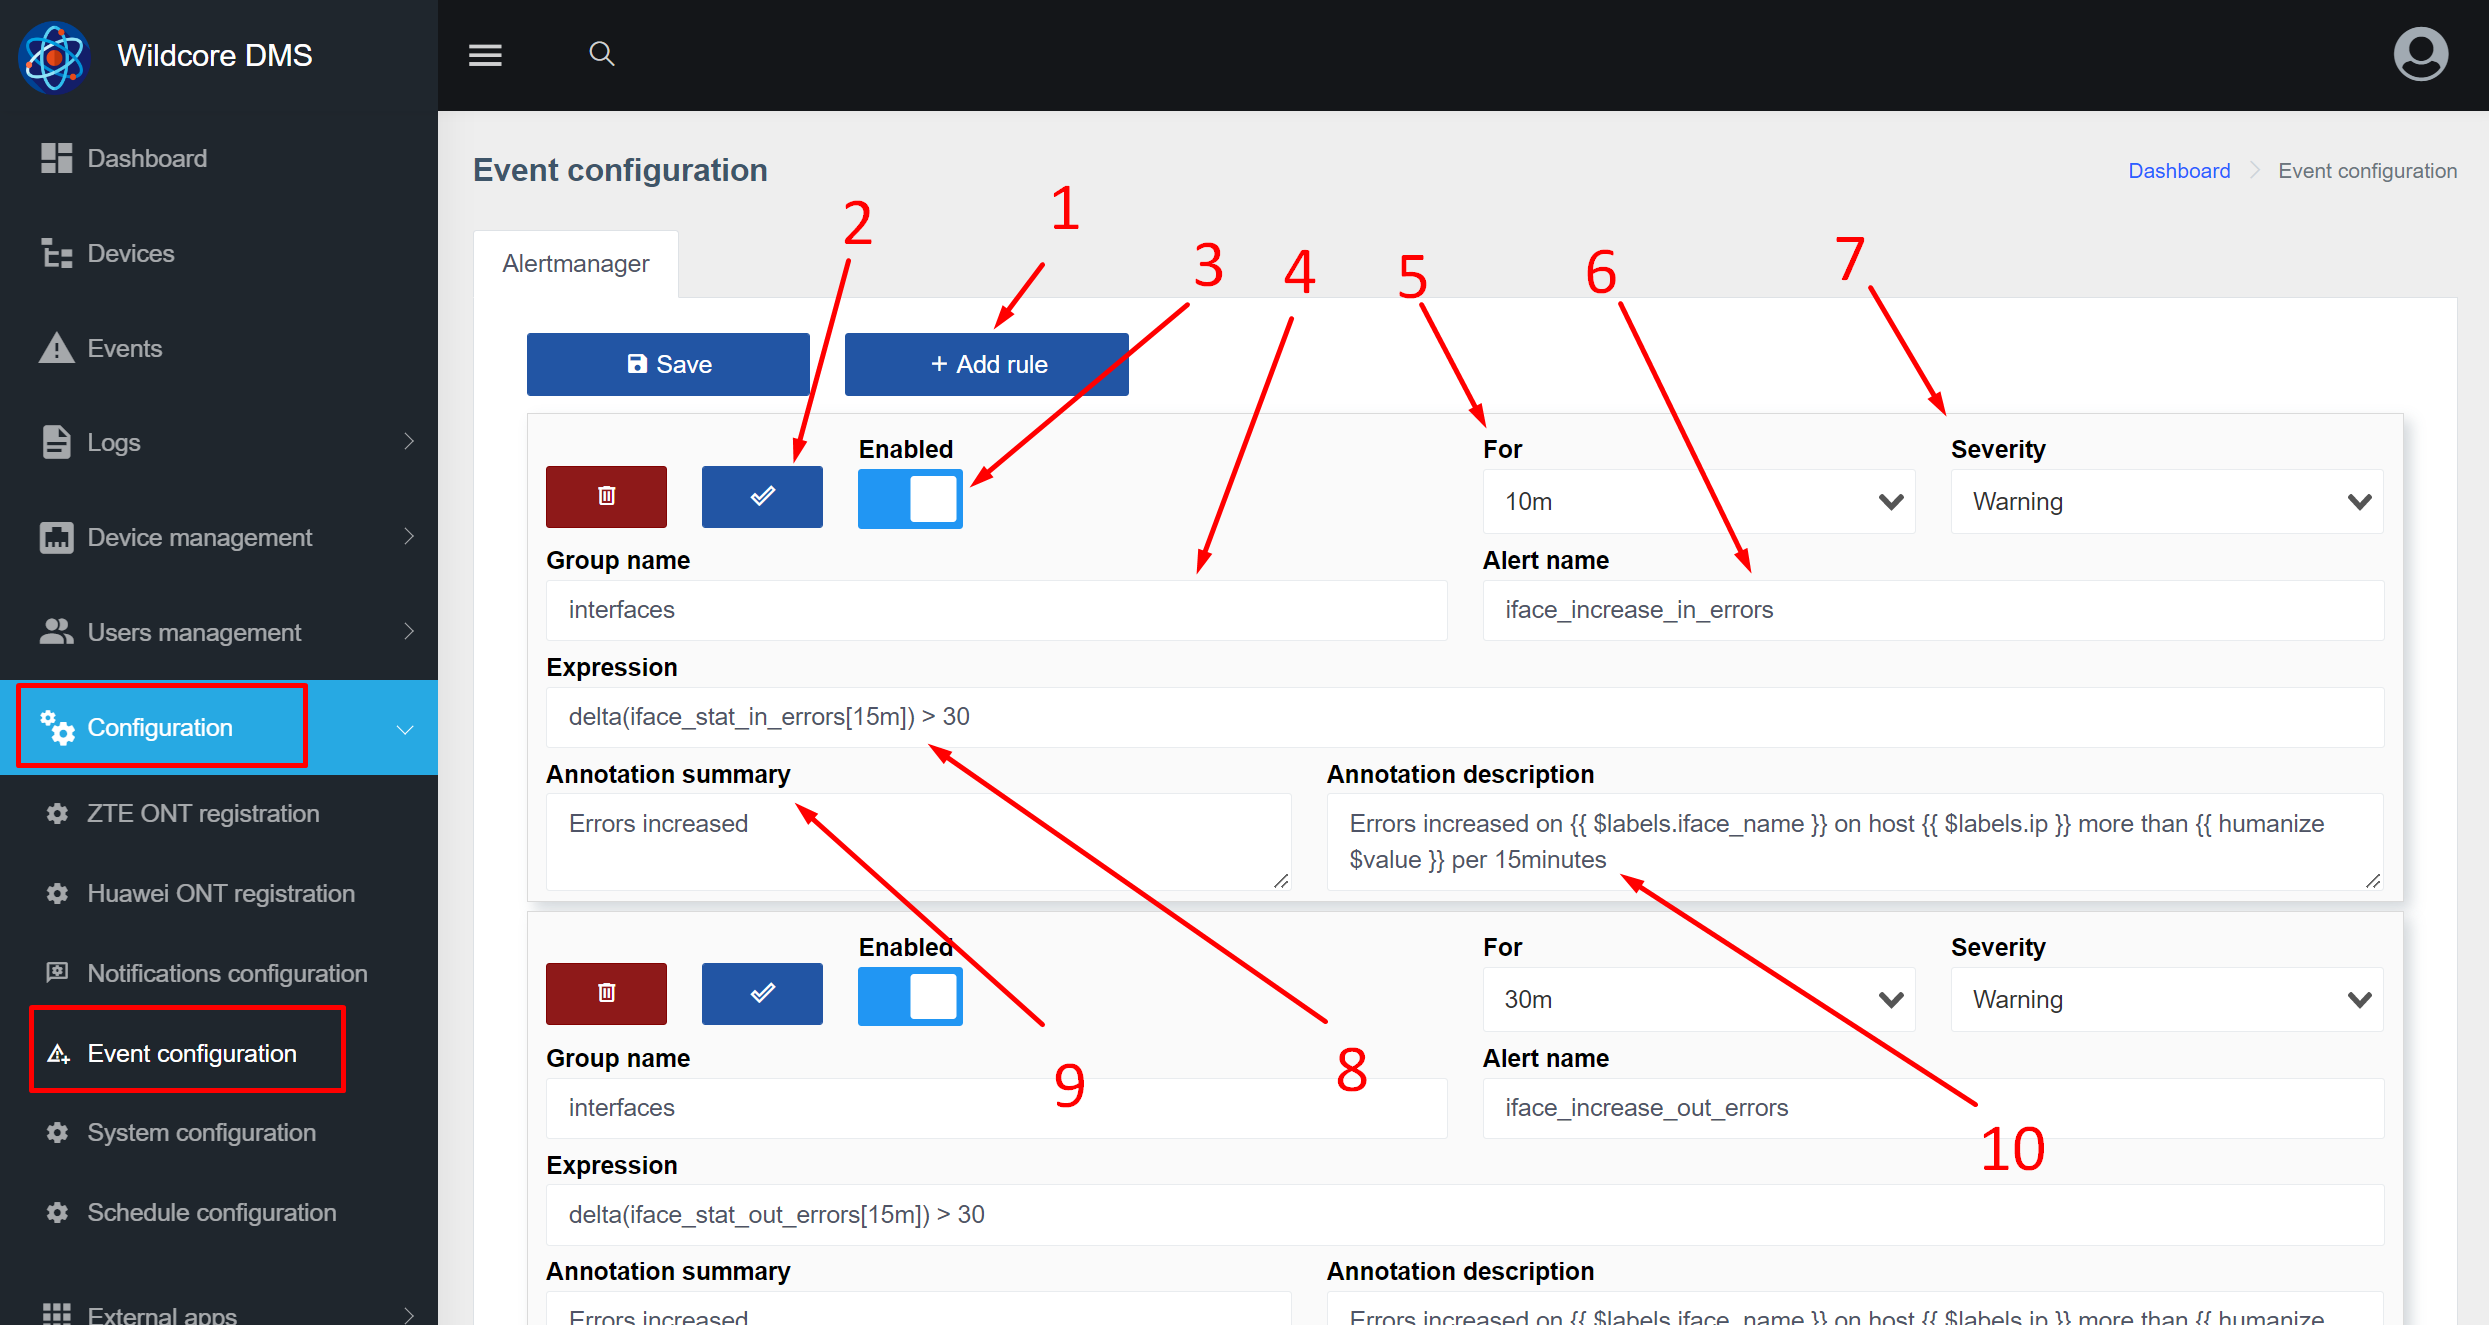 Wildcore DMS
Dashboard
Devices
Events
Logs
Device management
Users management
Configuration
ZTE ONT registration
Huawei ONT registration
Notifications configuration
Event configuration
System configuration
Schedule configuration
External apps
Event configuration
Dashboard
Event configuration
2
1
3
4
5
6
7
Alertmanager
Save
+ Add rule
Enabled
For
Severity
10m
Warning
Group name
Alert name
interfaces
iface_increase_in_errors
Expression
delta(iface_stat_in_errors[15m]) > 30
Annotation summary
Annotation description
Errors increased
Errors increased on {{ $labels.iface_name }} on host {{ $labels.ip }} more than {{ humanize
$value }} per 15minutes
Enabled
For
Severity
30m
Warning
Group name
Alert name
9
8
10
interfaces
iface_increase_out_errors
Expression
delta(iface_stat_out_errors[15m]) > 30
Annotation summary
Annotation description
Errors increased
Errors increased on {{ $labels.iface_name }} on host {{ $labels.ip }} more than {{ humanize